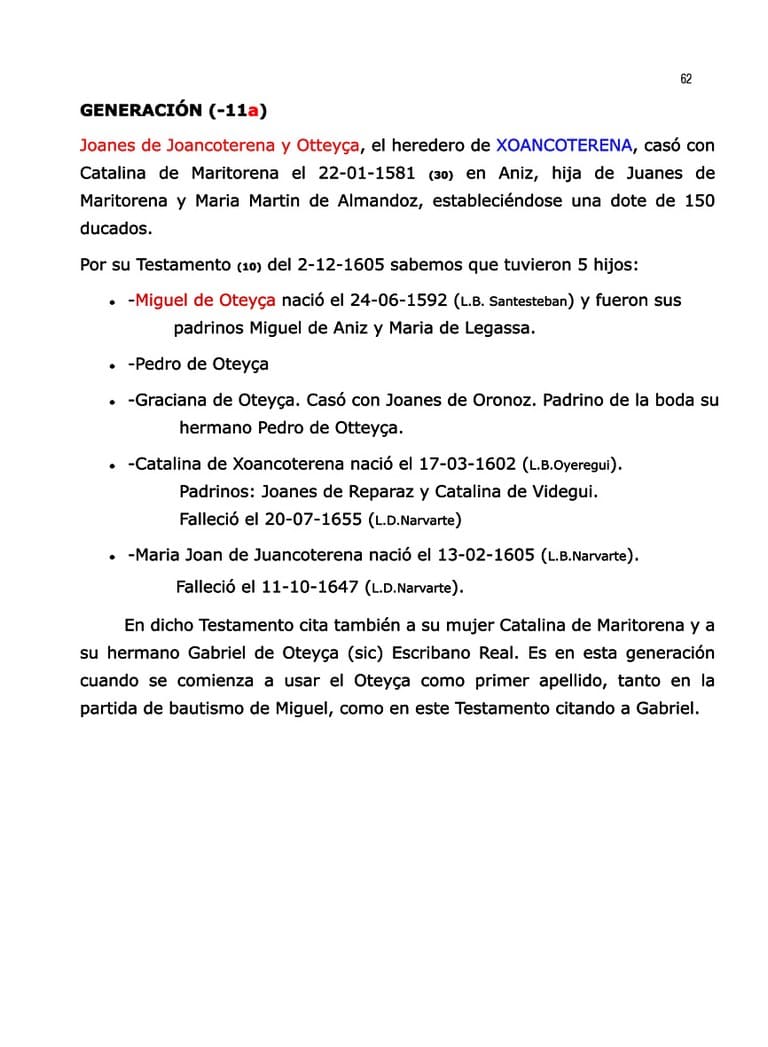 62
GENERACIÓN (-11a)
Joanes de Joancoterena y Otteyça, el heredero de XOANCOTERENA, casó con
Catalina de Maritorena el 22-01-1581 (30) en Aniz, hija de Juanes de
Maritorena y Maria Martin de Almandoz, estableciéndose una dote de 150
ducados.
Por su Testamento (10) del 2-12-1605 sabemos que tuvieron 5 hijos:
• -Miguel de Oteyça nació el 24-06-1592 (L.B. Santesteban) y fueron sus
padrinos Miguel de Aniz y Maria de Legassa.
• -Pedro de Oteyça
• -Graciana de Oteyça. Casó con Joanes de Oronoz. Padrino de la boda su
hermano Pedro de Otteyça.
• -Catalina de Xoancoterena nació el 17-03-1602 (L.B.Oyeregui).
Padrinos: Joanes de Reparaz y Catalina de Videgui.
Falleció el 20-07-1655 (L.D.Narvarte)
• -Maria Joan de Juancoterena nació el 13-02-1605 (L.B.Narvarte).
Falleció el 11-10-1647 (L.D.Narvarte).
En dicho Testamento cita también a su mujer Catalina de Maritorena y a
su hermano Gabriel de Oteyça (sic) Escribano Real. Es en esta generación
cuando se comienza a usar el Oteyça como primer apellido, tanto en la
partida de bautismo de Miguel, como en este Testamento citando a Gabriel.